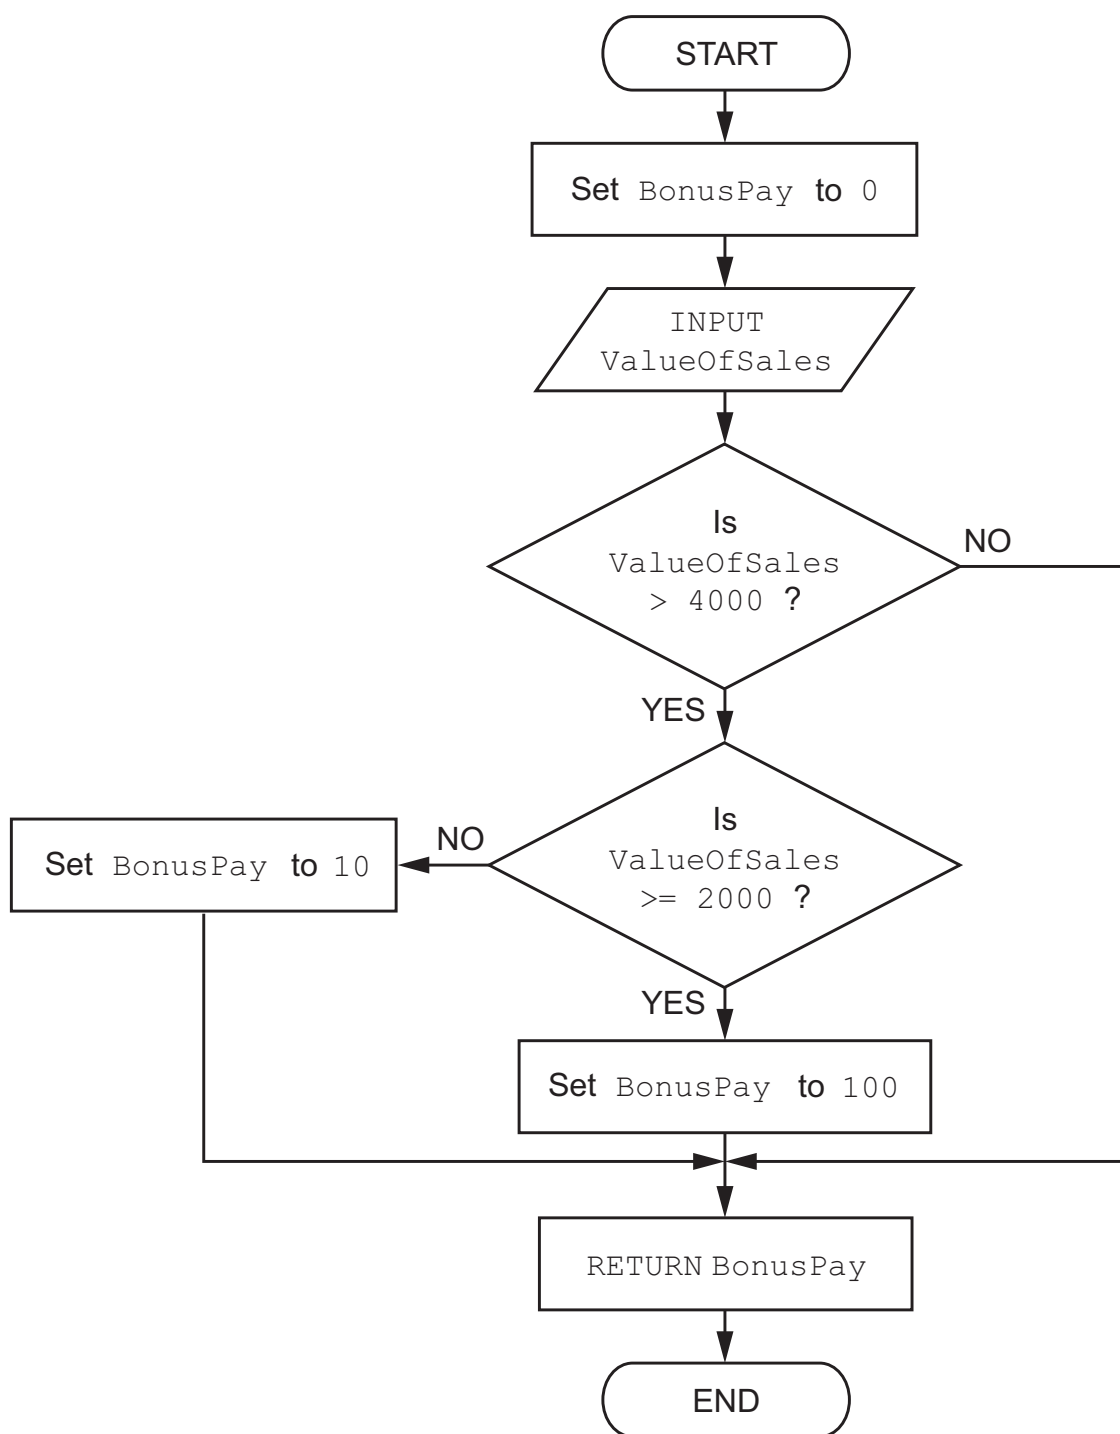 START
Set BonusPay to 0
INPUT
ValueOfSales
Is
ValueOfSales
> 4000 ?
NO
YES
Is
ValueOfSales
>= 2000 ?
NO
Set BonusPay to 10
YES
Set BonusPay to 100
RETURN BonusPay
END